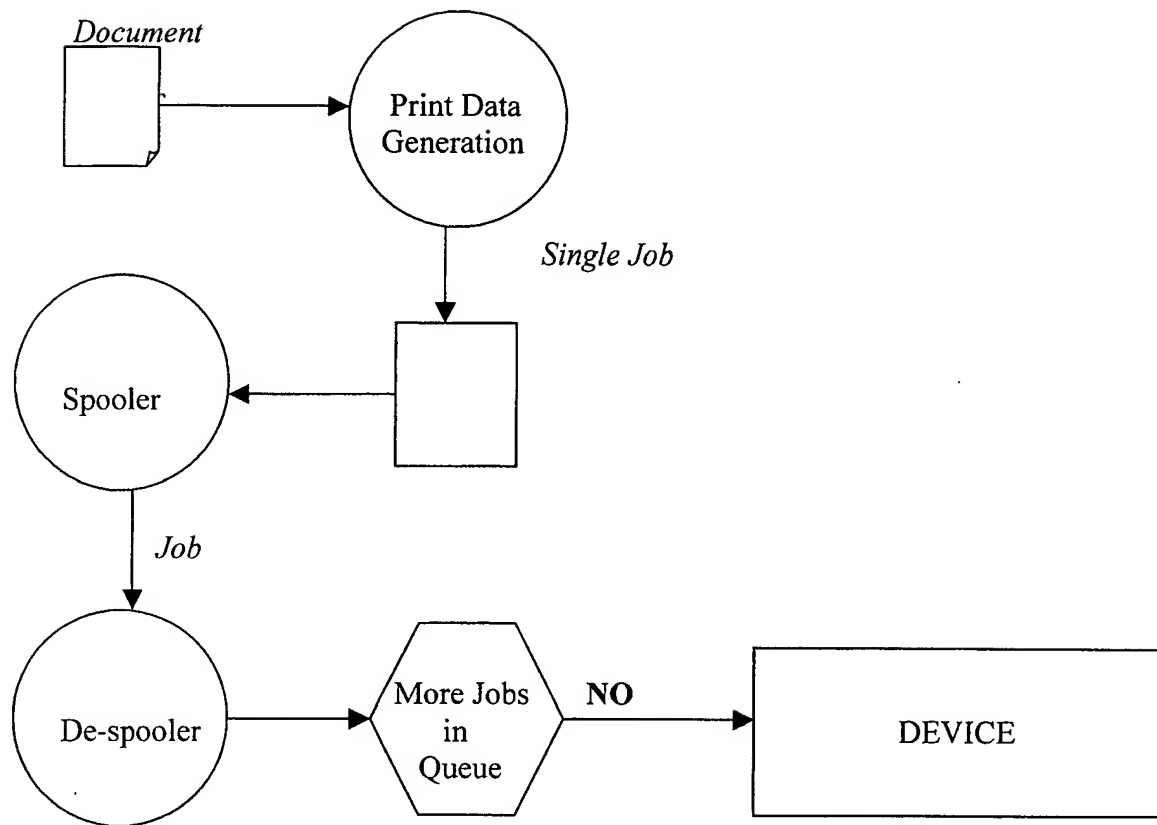 Document
Print Data
Generation
Single Job
Spooler
Job
De-spooler
More Jobs
in
Queue
NO
DEVICE